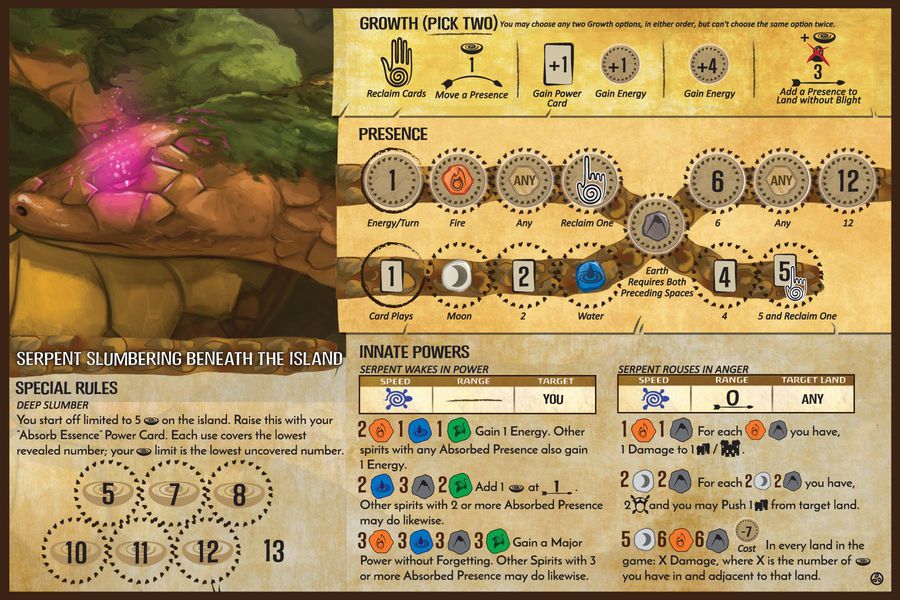 GROWTH (PICK TWO) You may choose any two Growth options, in either order, but can't choose the same option twice.
1
+1
+1
+4
+
3
Reclaim Cards
Move a Presence
Gain Power
Card
Gain Energy
Gain Energy
Add a Presence to
Land without Blight
PRESENCE
1
ANY
6
ANY
12
Energy/Turn
Fire
Any
Reclaim One
6
Any
12
1
2
Earth
Requires Both
Preceding Spaces
4
5
Card Plays
Moon
2
Water
4
5 and Reclaim One
SERPENT SLUMBERING BENEATH THE ISLAND
SPECIAL RULES
DEEP SLUMBER
You start off limited to 5 on the island. Raise this with your
"Absorb Essence" Power Card. Each use covers the lowest
revealed number; your limit is the lowest uncovered number.
5 7 8
10 11 12 13
INNATE POWERS
SERPENT WAKES IN POWER
SPEED RANGE TARGET
YOU
2 1 1 Gain 1 Energy. Other
spirits with any Absorbed Presence also gain
1 Energy.
2 3 2 Add 1 at 1.
Other spirits with 2 or more Absorbed Presence
may do likewise.
3 3 3 3 Gain a Major
Power without Forgetting. Other Spirits with 3
or more Absorbed Presence may do likewise.
SERPENT ROUSES IN ANGER
SPEED RANGE TARGET LAND
0 ANY
1 1 For each you have,
1 Damage to 1 / .
2 2 For each 2 2 you have,
2 and you may Push 1 from target land.
5 6 6 -7
Cost In every land in the
game: X Damage, where X is the number of
you have in and adjacent to that land.